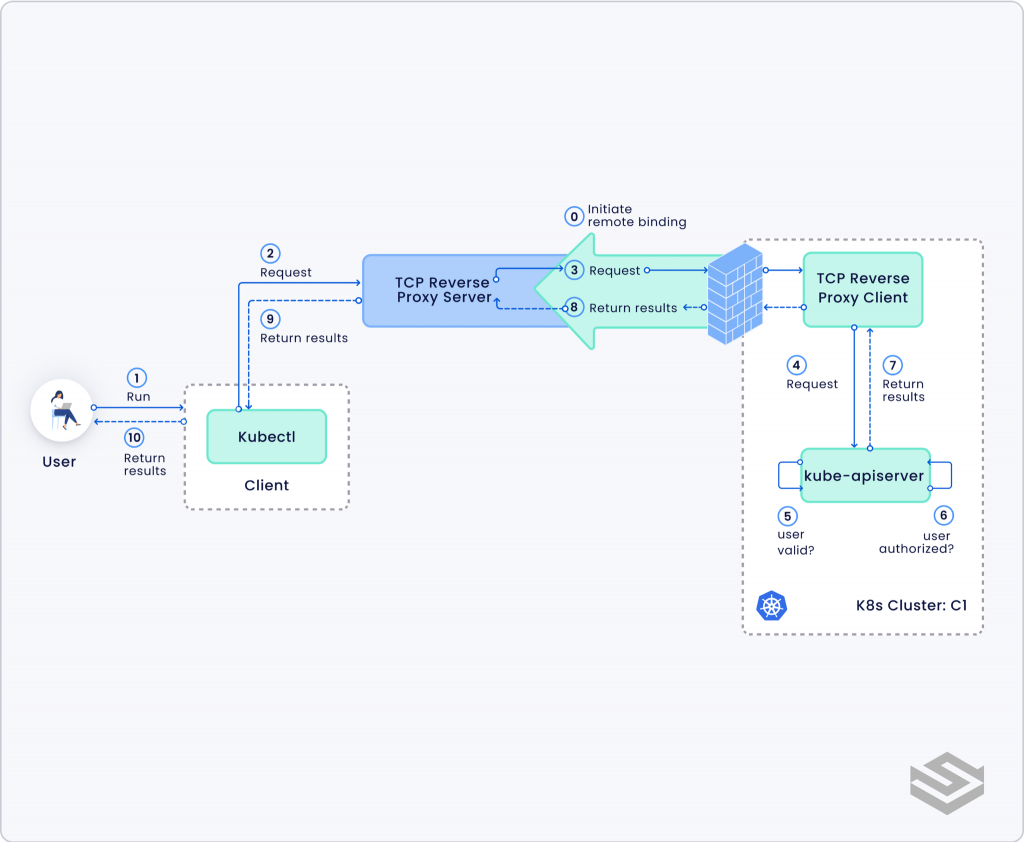 0
Initiate
remote binding
2
Request
3 Request
TCP Reverse
Proxy Server
TCP Reverse
Proxy Client
8 Return results
9
Return results
1
Run
4
Request
7
Return
results
10
Return
results
User
Kubectl
Client
kube-apiserver
5
user
valid?
6
user
authorized?
K8s Cluster: C1